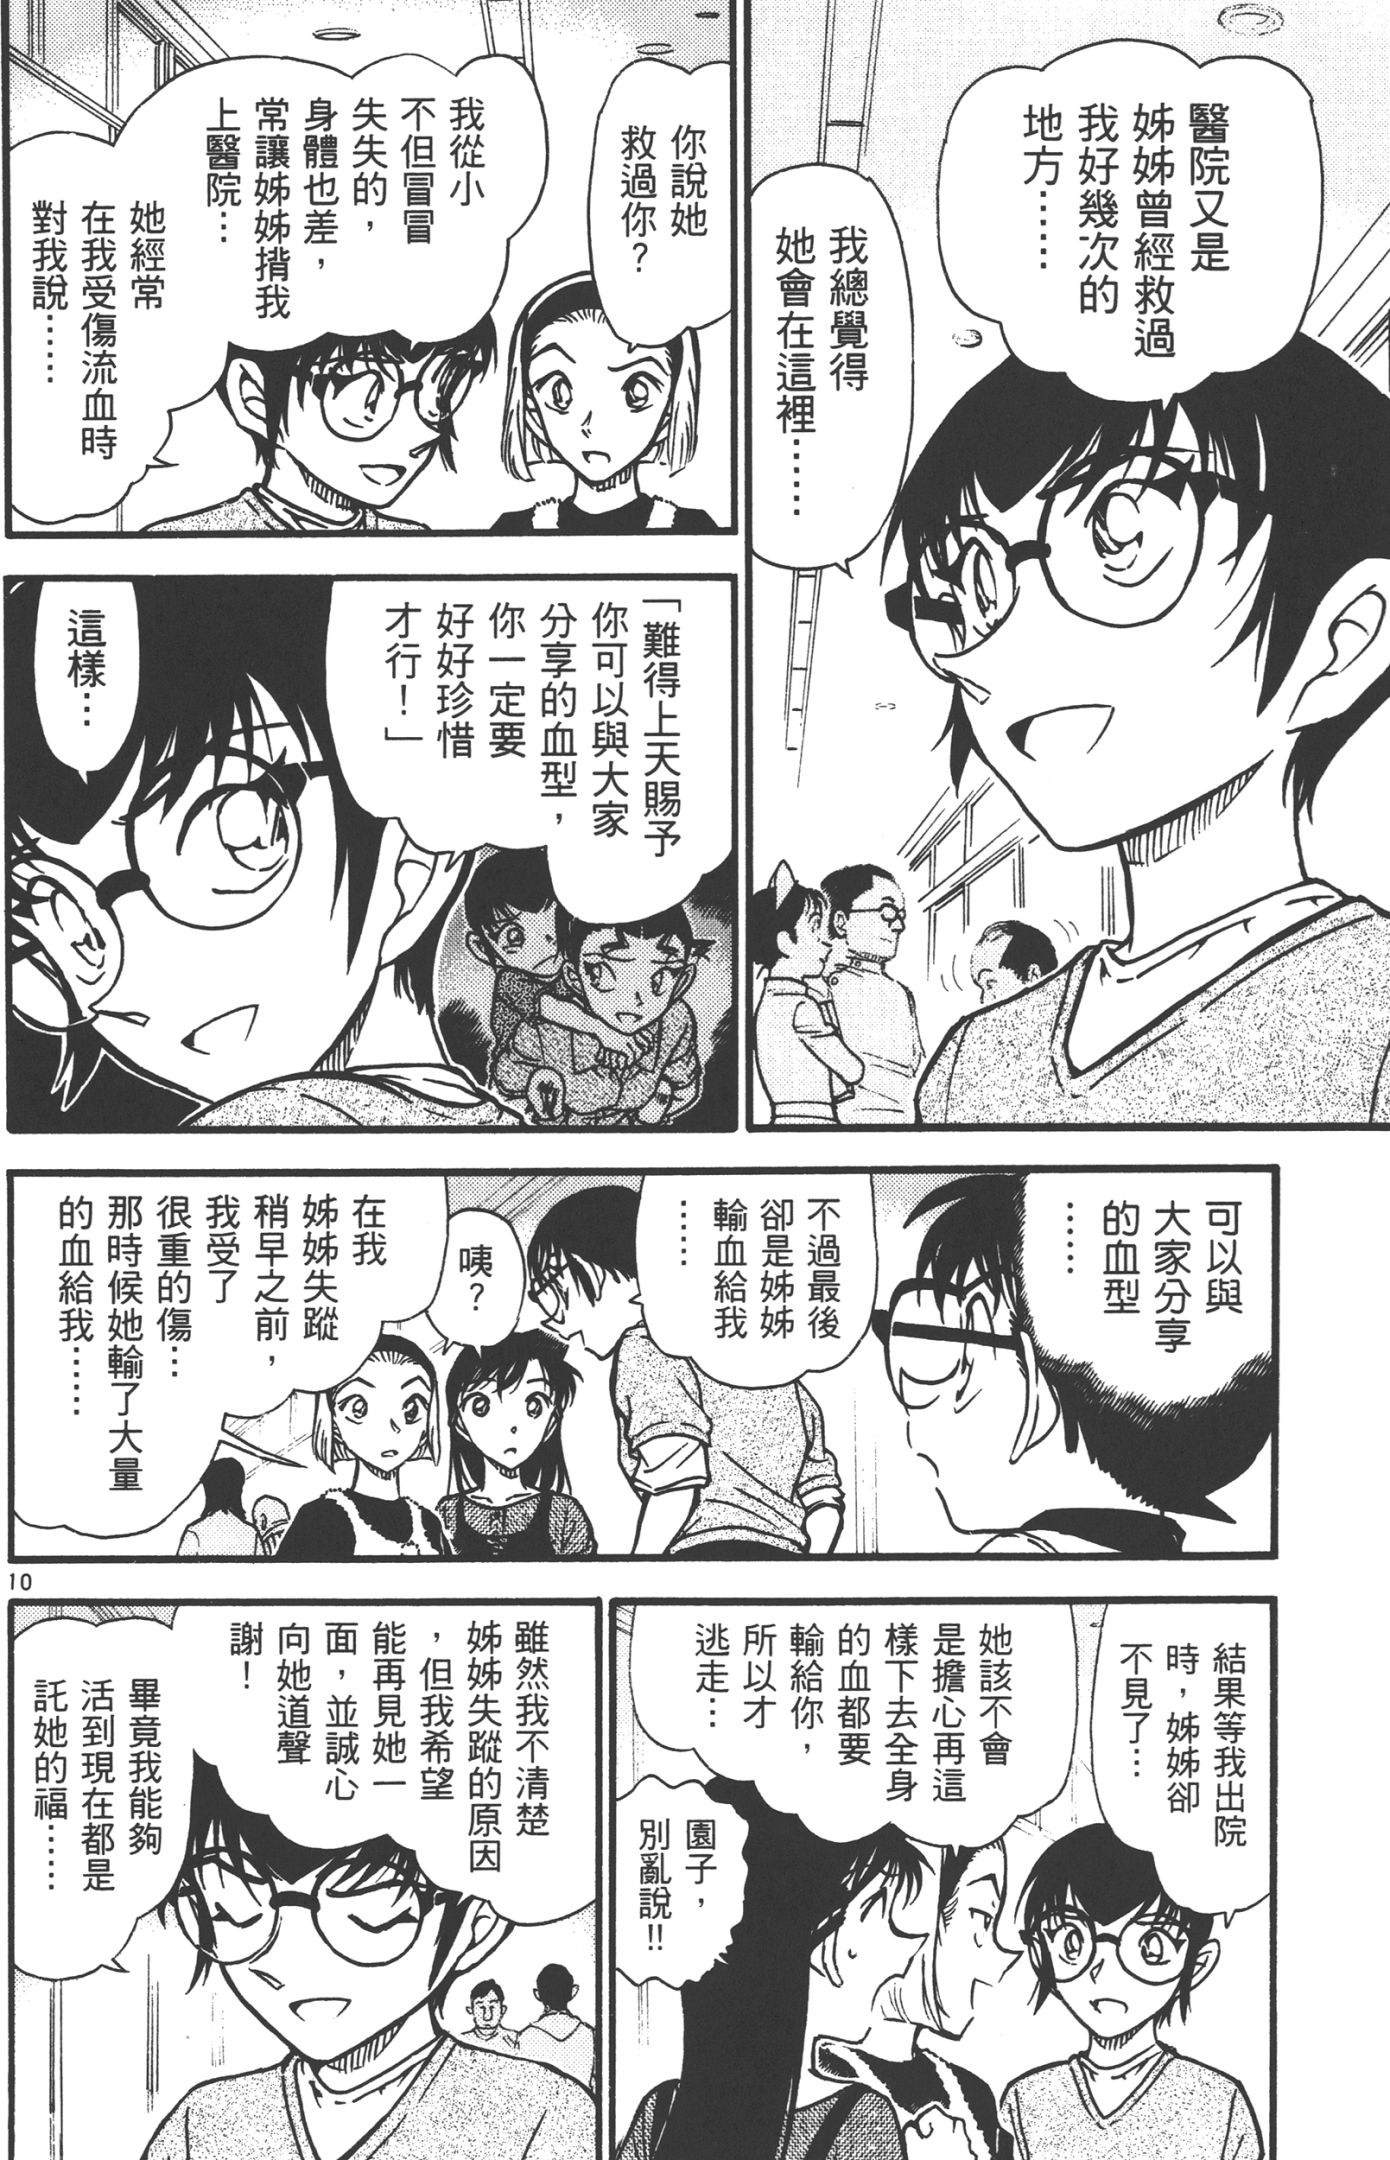 醫院又是
姊姊曾經救過
我好幾次的
地方……
我總覺得
她會在這裡……
你說她
救過你？
我從小
不但冒冒
失失的，
身體也差，
常讓姊姊揹我
上醫院…
她經常
在我受傷流血時
對我說……
「難得上天賜予
你可以與大家
分享的血型，
你一定要
好好珍惜
才行！」
這樣…
可以與
大家分享
的血型
……
不過最後
卻是姊姊
輸血給我
……
咦？
在我
姊姊失蹤
稍早之前，
我受了
很重的傷…
那時候她輸了大量
的血給我……
10
結果等我出院
時，姊姊卻
不見了…
她該不會
是擔心再這
樣下去全身
的血都要
輸給你，
所以才
逃走…
園子，
別亂說!!
雖然我不清楚
姊姊失蹤的原因
，但我希望
能再見她一
面，並誠心
向她道聲
謝！
畢竟我能夠
活到現在都是
託她的福……